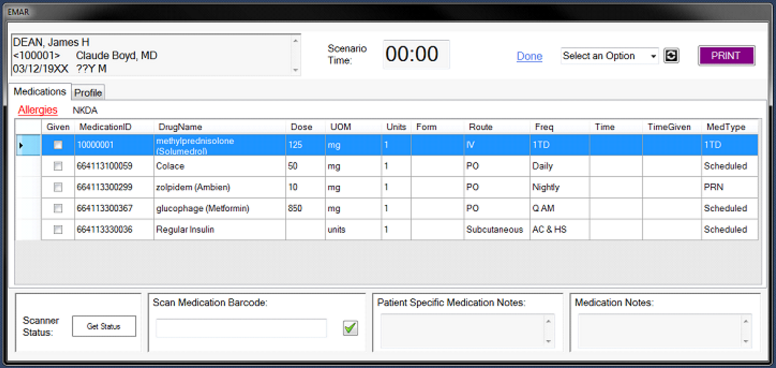 EMAR
DEAN, James H
<100001> Claude Boyd, MD
03/12/19XX ??Y M
Scenario Time: 00:00
Done
Select an Option
PRINT
Medications Profile
Allergies NKDA
Given MedicationID DrugName Dose UOM Units Form Route Freq Time TimeGiven MedType
10000001 methylprednisolone (Solumedrol) 125 mg 1 IV 1TD 1TD
664113100059 Colace 50 mg 1 PO Daily Scheduled
664113300299 zolpidem (Ambien) 10 mg 1 PO Nightly PRN
664113300367 glucophage (Metformin) 850 mg 1 PO Q AM Scheduled
664113330036 Regular Insulin units 1 Subcutaneous AC & HS Scheduled
Scanner Status: Get Status
Scan Medication Barcode:
Patient Specific Medication Notes:
Medication Notes: